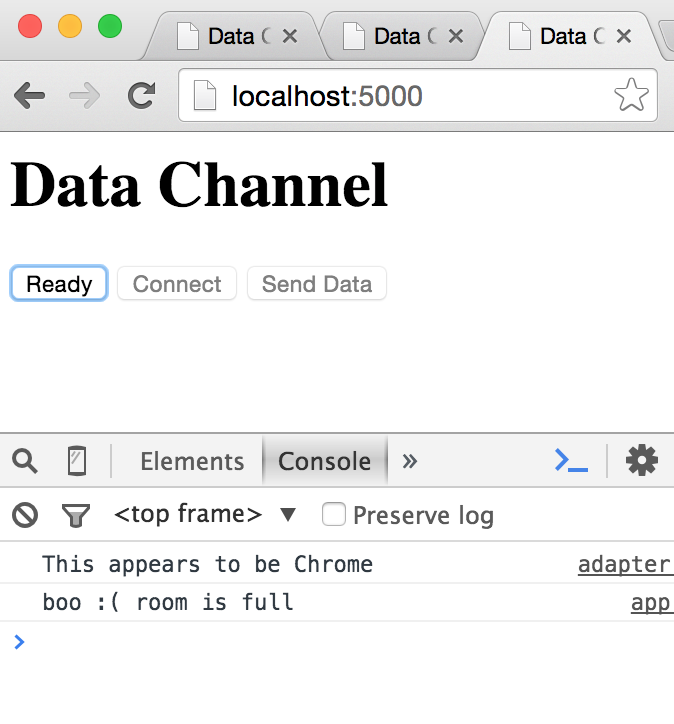 Data C Data C Data C
localhost:5000
Data Channel
Ready Connect Send Data
Elements Console »
<top frame> ▼ Preserve log
This appears to be Chrome adapter
boo :( room is full app